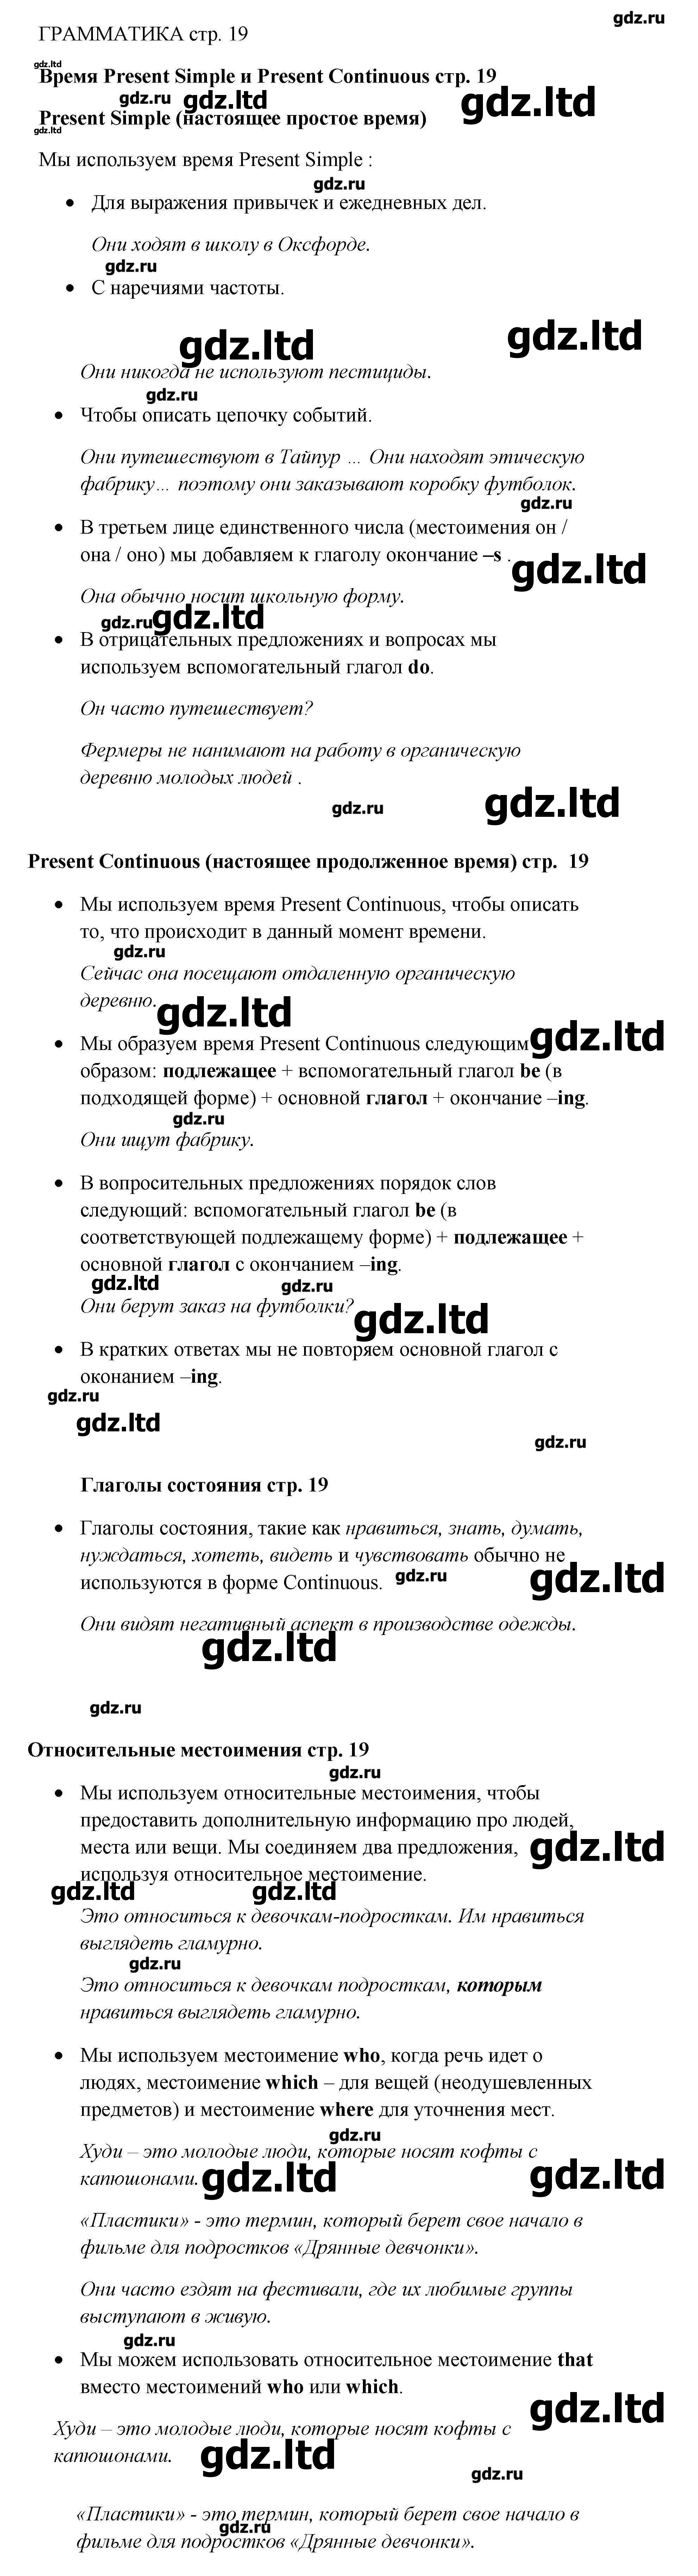 gdz.ru
ГРАММАТИКА стр. 19
gdz.ltd
Время Present Simple и Present Continuous стр. 19
gdz.ru gdz.ltd gdz.ltd
Present Simple (настоящее простое время)
gdz.ltd
Мы используем время Present Simple :
gdz.ru
• Для выражения привычек и ежедневных дел.
Они ходят в школу в Оксфорде.
gdz.ru
• С наречиями частоты.
gdz.ltd gdz.ltd
Они никогда не используют пестициды.
gdz.ru
• Чтобы описать цепочку событий.
Они путешествуют в Тайпур … Они находят этическую
фабрику… поэтому они заказывают коробку футболок.
gdz.ru
• В третьем лице единственного числа (местоимения он /
она / оно) мы добавляем к глаголу окончание –s .
gdz.ltd
Она обычно носит школьную форму.
gdz.ru gdz.ltd
• В отрицательных предложениях и вопросах мы
используем вспомогательный глагол do.
Он часто путешествует?
Фермеры не нанимают на работу в органическую
деревню молодых людей .
gdz.ru gdz.ltd
Present Continuous (настоящее продолженное время) стр. 19
• Мы используем время Present Continuous, чтобы описать
то, что происходит в данный момент времени.
gdz.ru
Сейчас она посещают отдаленную органическую
деревню.
gdz.ltd gdz.ltd
• Мы образуем время Present Continuous следующим
образом: подлежащее + вспомогательный глагол be (в
подходящей форме) + основной глагол + окончание –ing.
gdz.ru
Они ищут фабрику.
• В вопросительных предложениях порядок слов
следующий: вспомогательный глагол be (в
соответствующей подлежащему форме) + подлежащее +
основной глагол с окончанием –ing.
gdz.ltd gdz.ru
Они берут заказ на футболки?
gdz.ltd
• В кратких ответах мы не повторяем основной глагол с
оконанием –ing.
gdz.ru
gdz.ltd
gdz.ru
Глаголы состояния стр. 19
• Глаголы состояния, такие как нравиться, знать, думать,
нуждаться, хотеть, видеть и чувствовать обычно не
используются в форме Continuous.
gdz.ru gdz.ltd
Они видят негативный аспект в производстве одежды.
gdz.ltd
gdz.ru
Относительные местоимения стр. 19
gdz.ru
• Мы используем относительные местоимения, чтобы
предоставить дополнительную информацию про людей,
места или вещи. Мы соединяем два предложения,
gdz.ltd
используя относительное местоимение.
gdz.ltd gdz.ltd
Это относиться к девочкам-подросткам. Им нравиться
выглядеть гламурно.
gdz.ru
Это относиться к девочкам подросткам, которым
нравиться выглядеть гламурно.
• Мы используем местоимение who, когда речь идет о
людях, местоимение which – для вещей (неодушевленных
предметов) и местоимение where для уточнения мест.
gdz.ru
Худи – это молодые люди, которые носят кофты с
капюшонами.
gdz.ltd gdz.ltd
«Пластики» - это термин, который берет свое начало в
фильме для подростков «Дрянные девчонки».
Они часто ездят на фестивали, где их любимые группы
выступают в живую.
gdz.ru
• Мы можем использовать относительное местоимение that
вместо местоимений who или which.
gdz.ltd
Худи – это молодые люди, которые носят кофты с
капюшонами.
gdz.ltd
gdz.ru
«Пластики» - это термин, который берет свое начало в
gdz.ru
фильме для подростков «Дрянные девчонки».